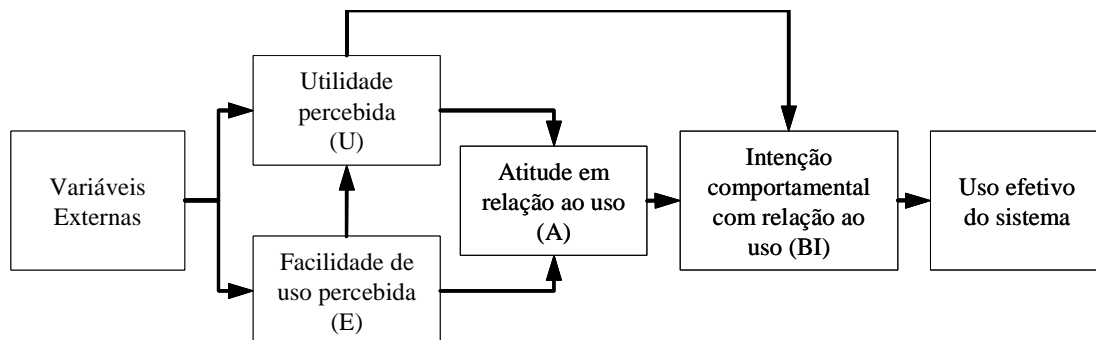 Variáveis
Externas
Utilidade
percebida
(U)
Facilidade de
uso percebida
(E)
Atitude em
relação ao uso
(A)
Intenção
comportamental
com relação ao
uso (BI)
Uso efetivo
do sistema